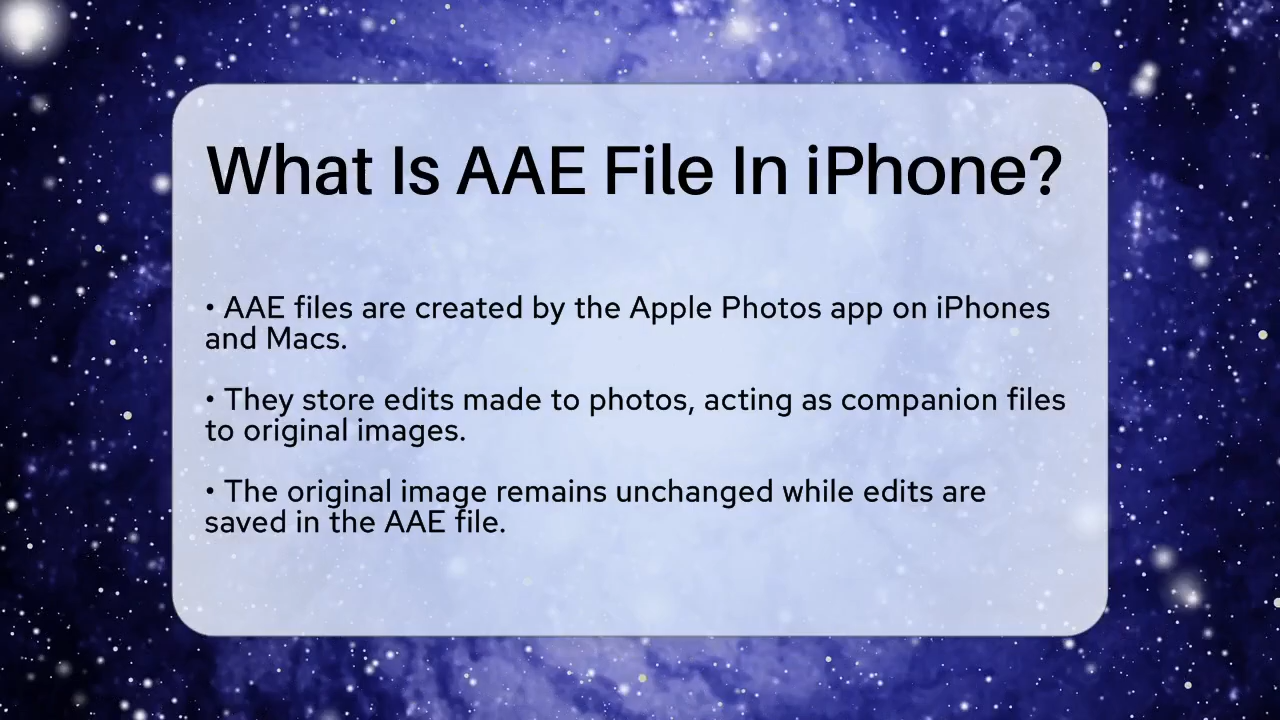 What Is AAE File In iPhone?
• AAE files are created by the Apple Photos app on iPhones
and Macs.
• They store edits made to photos, acting as companion files
to original images.
• The original image remains unchanged while edits are
saved in the AAE file.